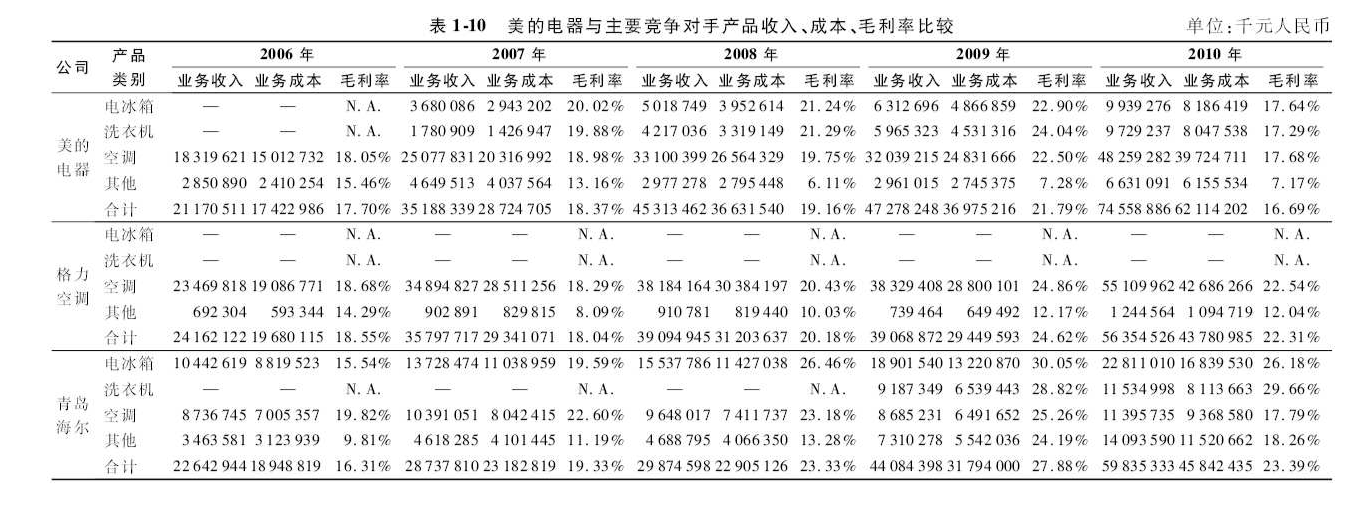 表 1-10 美的电器与主要竞争对手产品收入、成本、毛利率比较 单位:千元人民币
公司 产品类别 2006 年 2007 年 2008 年 2009 年 2010 年
业务收入 业务成本 毛利率 业务收入 业务成本 毛利率 业务收入 业务成本 毛利率 业务收入 业务成本 毛利率 业务收入 业务成本 毛利率
美的电器
电冰箱 — — N. A. 3 680 086 2 943 202 20.02% 5 018 749 3 952 614 21.24% 6 312 696 4 866 859 22.90% 9 939 276 8 186 419 17.64%
洗衣机 — — N. A. 1 780 909 1 426 947 19.88% 4 217 036 3 319 149 21.29% 5 965 323 4 531 316 24.04% 9 729 237 8 047 538 17.29%
空调 18 319 621 15 012 732 18.05% 25 077 831 20 316 992 18.98% 33 100 399 26 564 329 19.75% 32 039 215 24 831 666 22.50% 48 259 282 39 724 711 17.68%
其他 2 850 890 2 410 254 15.46% 4 649 513 4 037 564 13.16% 2 977 278 2 795 448 6.11% 2 961 015 2 745 375 7.28% 6 631 091 6 155 534 7.17%
合计 21 170 511 17 422 986 17.70% 35 188 339 28 724 705 18.37% 45 313 462 36 631 540 19.16% 47 278 248 36 975 216 21.79% 74 558 886 62 114 202 16.69%
格力空调
电冰箱 — — N. A. — — N. A. — — N. A. — — N. A. — — N. A.
洗衣机 — — N. A. — — N. A. — — N. A. — — N. A. — — N. A.
空调 23 469 818 19 086 771 18.68% 34 894 827 28 511 256 18.29% 38 184 164 30 384 197 20.43% 38 329 408 28 800 101 24.86% 55 109 962 42 686 266 22.54%
其他 692 304 593 344 14.29% 902 891 829 815 8.09% 910 781 819 440 10.03% 739 464 649 492 12.17% 1 244 564 1 094 719 12.04%
合计 24 162 122 19 680 115 18.55% 35 797 717 29 341 071 18.04% 39 094 945 31 203 637 20.18% 39 068 872 29 449 593 24.62% 56 354 526 43 780 985 22.31%
青岛海尔
电冰箱 10 442 619 8 819 523 15.54% 13 728 474 11 038 959 19.59% 15 537 786 11 427 038 26.46% 18 901 540 13 220 870 30.05% 22 811 010 16 839 530 26.18%
洗衣机 — — N. A. — — N. A. — — N. A. 9 187 349 6 539 443 28.82% 11 534 998 8 113 663 29.66%
空调 8 736 745 7 005 357 19.82% 10 391 051 8 042 415 22.60% 9 648 017 7 411 737 23.18% 8 685 231 6 491 652 25.26% 11 395 735 9 368 580 17.79%
其他 3 463 581 3 123 939 9.81% 4 618 285 4 101 445 11.19% 4 688 795 4 066 350 13.28% 7 310 278 5 542 036 24.19% 14 093 590 11 520 662 18.26%
合计 22 642 944 18 948 819 16.31% 28 737 810 23 182 819 19.33% 29 874 598 22 905 126 23.33% 44 084 398 31 794 000 27.88% 59 835 333 45 842 435 23.39%